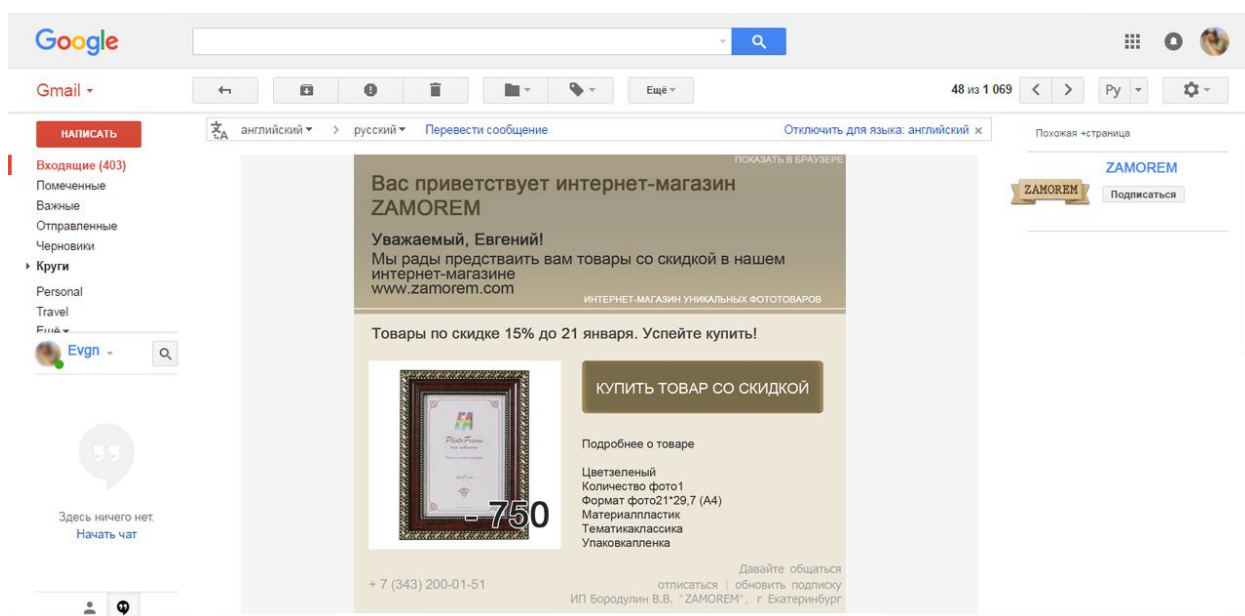 Google
Gmail
Ещё
48 из 1 069
Ру
НАПИСАТЬ
английский > русский Перевести сообщение Отключить для языка: английский ×
Входящие (403)
Помеченные
Важные
Отправленные
Черновики
Круги
Personal
Travel
Ещё
Evgn
Здесь ничего нет.
Начать чат
ПОКАЗАТЬ В БРАУЗЕРЕ
Вас приветствует интернет-магазин
ZAMOREM
Уважаемый, Евгений!
Мы рады предстваить вам товары со скидкой в нашем
интернет-магазине
www.zamorem.com
ИНТЕРНЕТ-МАГАЗИН УНИКАЛЬНЫХ ФОТОТОВАРОВ
Товары по скидке 15% до 21 января. Успейте купить!
FA
PhotoFrame
- 750
КУПИТЬ ТОВАР СО СКИДКОЙ
Подробнее о товаре
Цветзеленый
Количество фото1
Формат фото21*29,7 (A4)
Материалпластик
Тематикаклассика
Упаковкапленка
Давайте общаться
+ 7 (343) 200-01-51
отписаться | обновить подписку
ИП Бородулин В.В. "ZAMOREM", г Екатеринбург
Похожая +страница
ZAMOREM
ZAMOREM
Подписаться